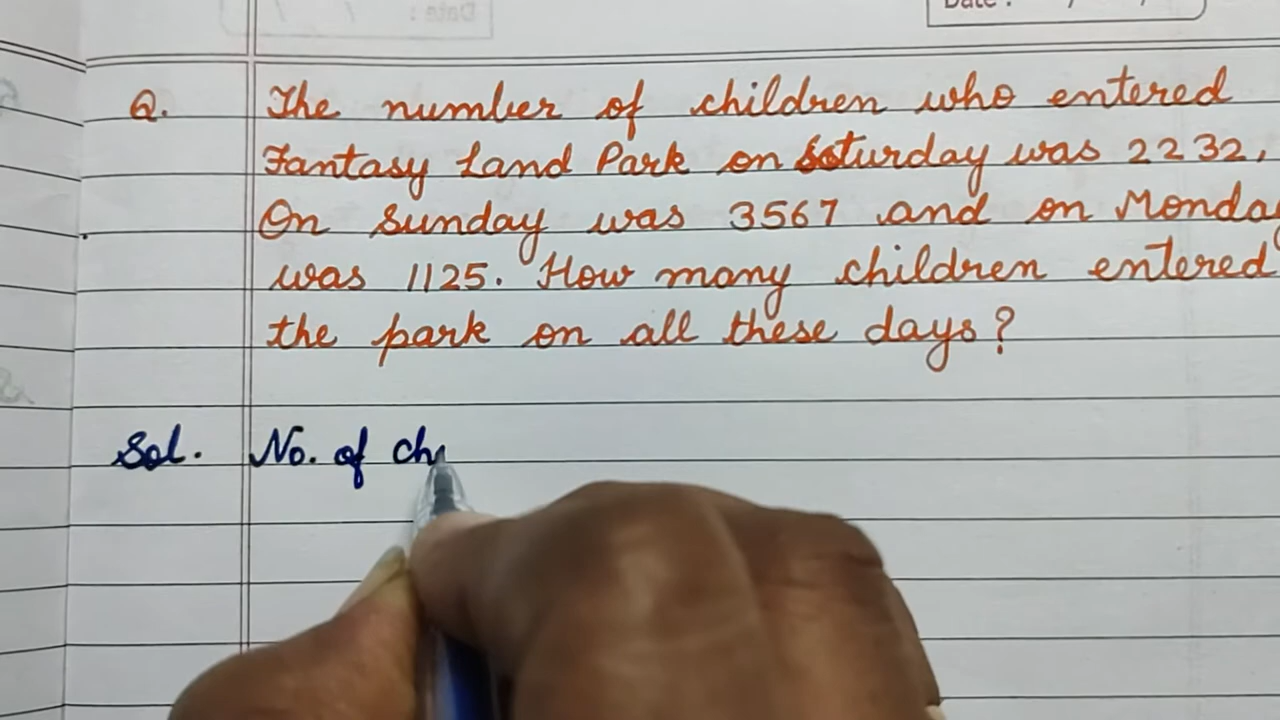 Date : / /
Q. The number of children who entered
Fantasy Land Park on Saturday was 2232,
On Sunday was 3567 and on Monda
was 1125. How many children entered
the park on all these days?
Sol. No. of ch